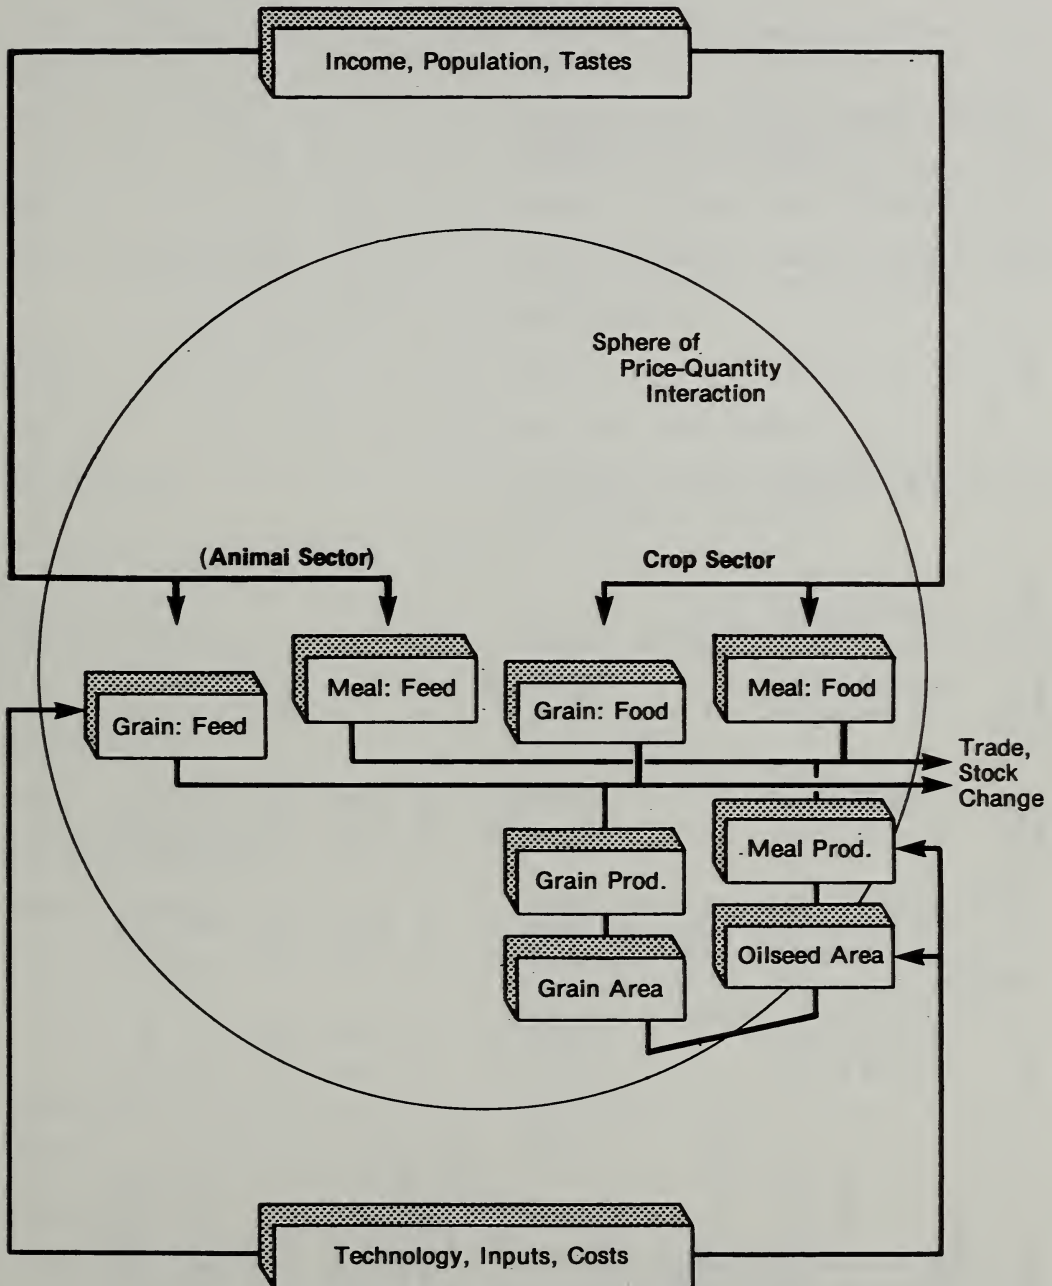 Income, Population, Tastes
Sphere of
Price-Quantity
Interaction
(Animal Sector)
Crop Sector
Meal: Feed
Meal: Food
Grain: Feed
Grain: Food
Trade,
Stock
Change
Meal Prod.
Grain Prod.
Oilseed Area
Grain Area
Technology, Inputs, Costs